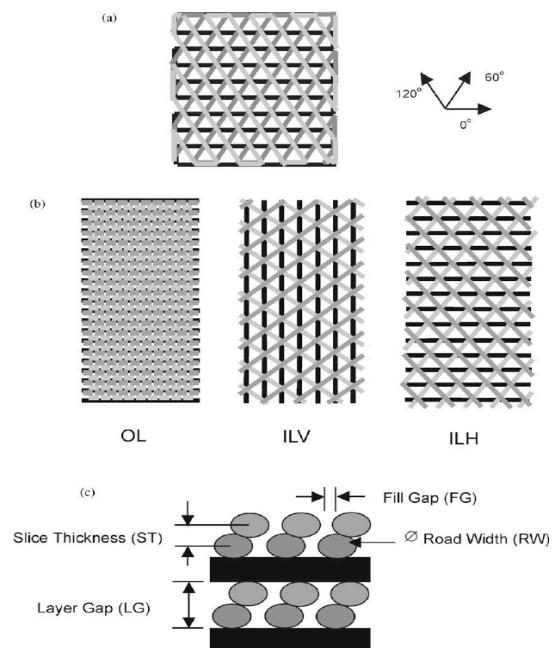 (a)
120° 60°
0°
(b)
OL ILV ILH
(c)
Fill Gap (FG)
Slice Thickness (ST)
∅ Road Width (RW)
Layer Gap (LG)